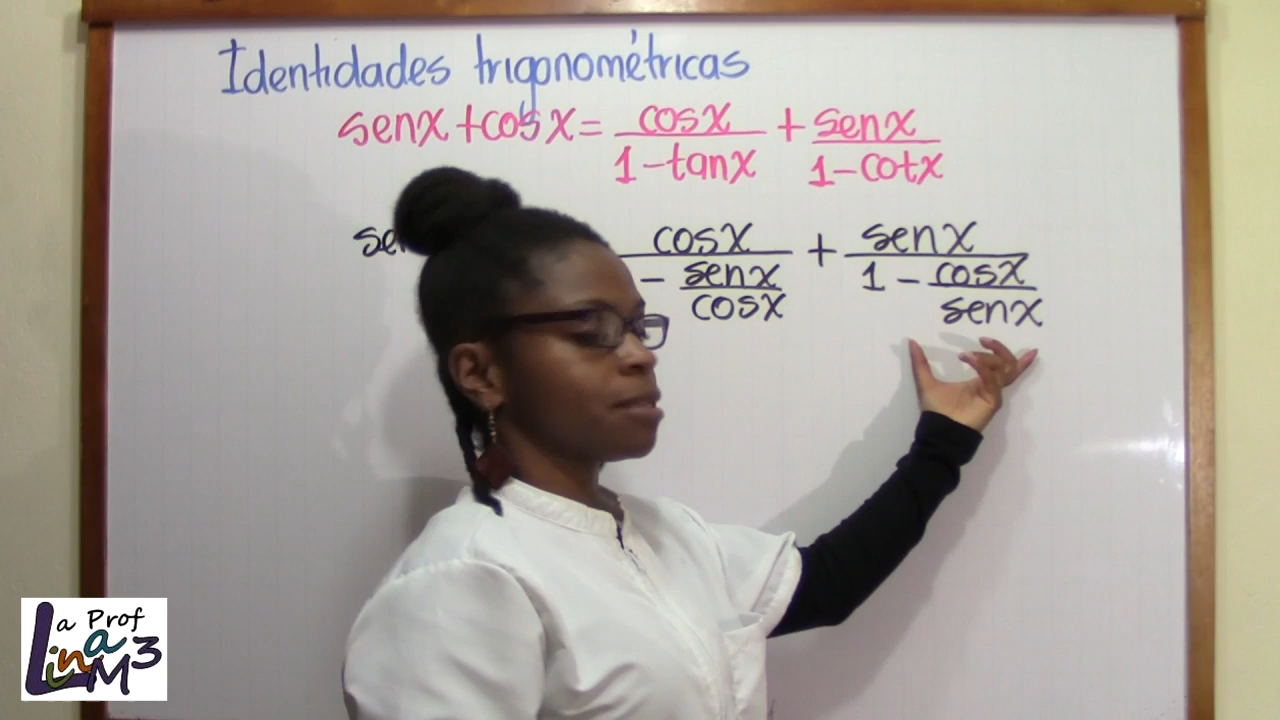 Identidades trigonométricas
senx+cosx= cosx/1-tanx + senx/1-cotx
cosx/- senx/cosx + senx/1 - cosx/senx
La Prof
Lina M3